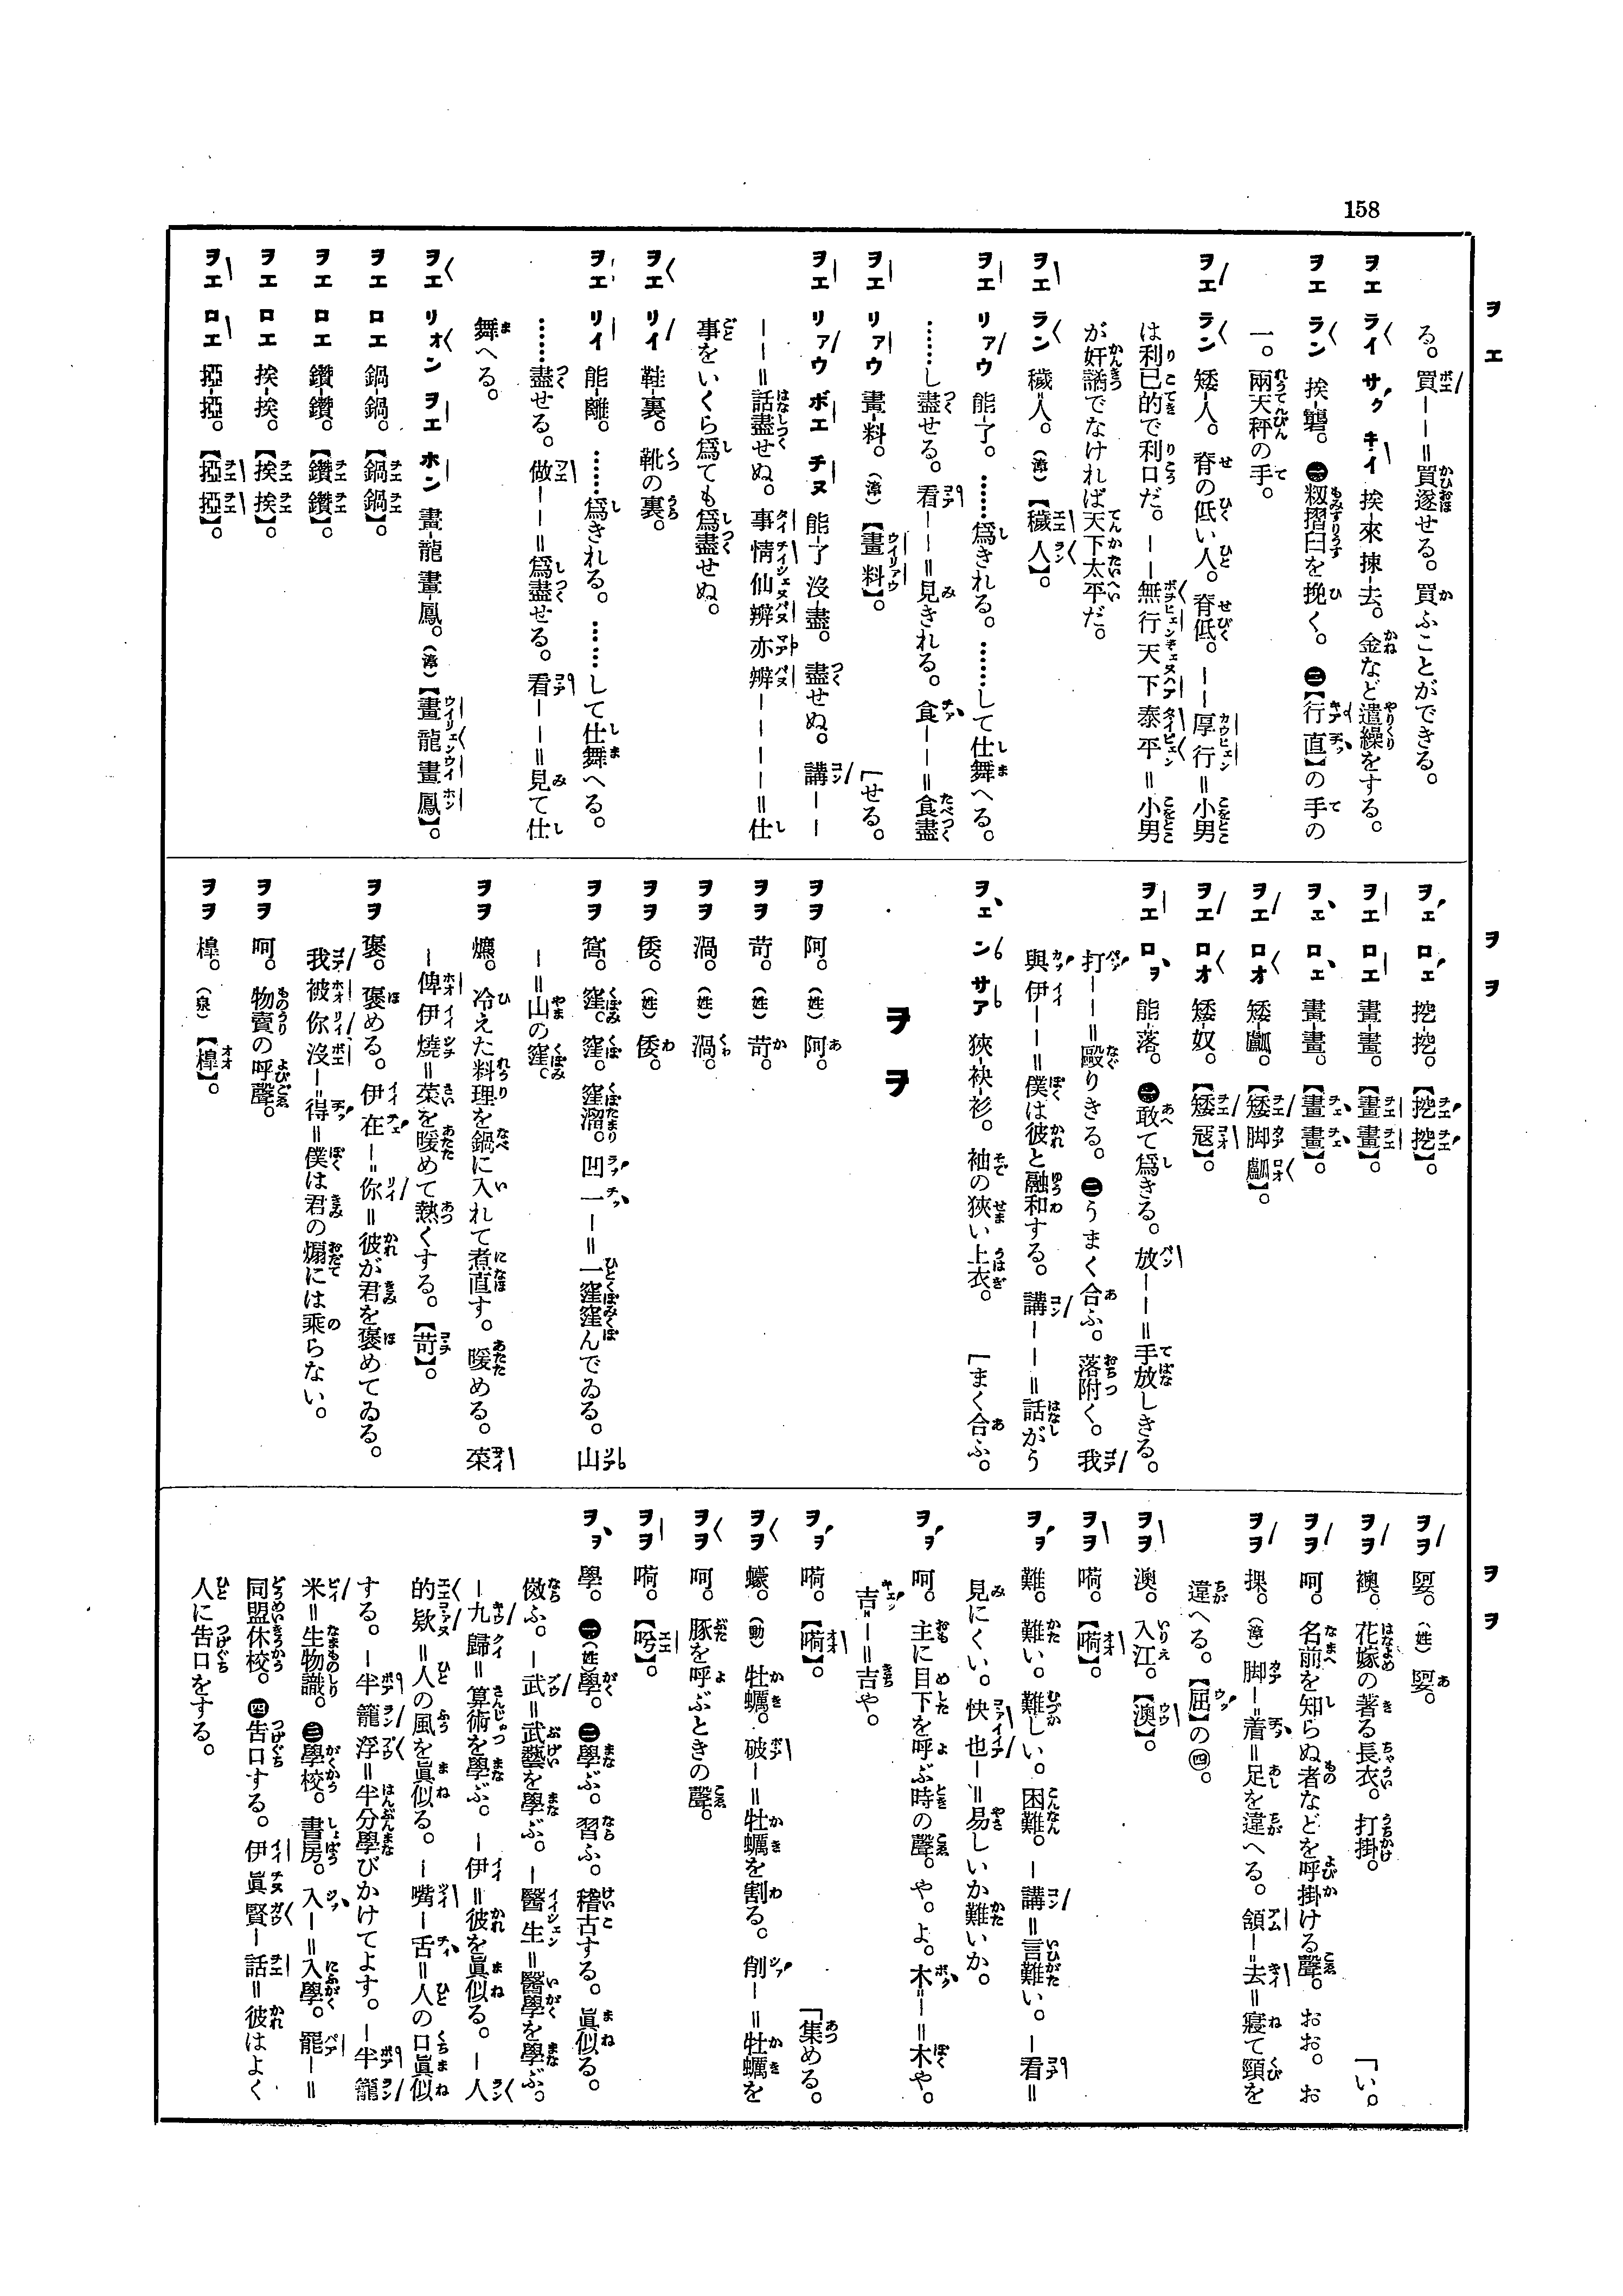 158
ヲエ
ヲヲ
ヲヲ
る。買ーー＝買遂せる。買ふことができる。
ヲエ ライ サク キイ 挨來揀-去。金など遣繰をする。
ヲエ ラン 挨-礱。㊀籾摺臼を挽く。㊁【行直】の手の
一。兩天秤の手。
ヲエ ラン 矮-人。脊の低い人。脊低。ーー厚行＝小男
は利己的で利口だ。ーー無行天下泰平＝小男
が奸譎でなければ天下太平だ。
ヲエ ラン 穢-人。（漳）【穢人】。
ヲエ リァウ 能-了。……爲きれる。……して仕舞へる。
……し盡せる。看ーー＝見きれる。食ーー＝食盡
ヲエ リァウ 畫-料。（漳）【畫料】。　「せる。
ヲエ リァウ ボエ チヌ 能-了沒-盡。盡せぬ。講ーー
ーー＝話盡せぬ。事情仙辨亦辨ーーーー＝仕
事をいくら爲ても爲盡せぬ。
ヲエ リイ 鞋-裏。靴の裏。
ヲエ リイ 能-離。……爲きれる。……して仕舞へる。
……盡せる。做ーー＝爲盡せる。看ーー＝見て仕
舞へる。
ヲエ リォン ヲエ ホン 畫-龍畫-鳳。（漳）【畫龍畫鳳】。
ヲエ ロエ 鍋-鍋。【鍋鍋】。
ヲエ ロエ 鑽-鑽。【鑽鑽】。
ヲエ ロエ 挨-挨。【挨挨】。
ヲエ ロエ 掗-掗。【掗掗】。
ヲェ ロェ 挖-挖。【挖挖】。
ヲエ ロエ 畫-畫。【畫畫】。
ヲェ ロェ 畫-畫。【畫畫】。
ヲエ ロオ 矮-䠷。【矮脚】。
ヲエ ロオ 矮-奴。【矮寇】。
ヲエ ロヲ 能-落。㊀敢て爲きる。放ーー＝手放しきる。
打ーー＝毆りきる。㊁うまく合ふ。落附く。我
與伊ーー＝僕は彼と融和する。講ーー＝話がう
ヲェ ンサア 狹-袂-衫。袖の狹い上衣。　「まく合ふ。
ヲヲ
ヲヲ 阿。（姓）阿。
ヲヲ 苛。（姓）苛。
ヲヲ 渦。（姓）渦。
ヲヲ 倭。（姓）倭。
ヲヲ 窩。窪。窪。窪溜。凹一ー＝一窪窪んでゐる。山
ー＝山の窪。
ヲヲ 爊。冷えた料理を鍋に入れて煮直す。暖める。菜
ー俾伊燒＝菜を暖めて熱くする。【苛】。
ヲヲ 褒。褒める。伊在ー＝你＝彼が君を褒めてゐる。
我被你沒ー＝得＝僕は君の煽には乘らない。
ヲヲ 呵。物賣の呼聲。
ヲヲ 樟。（泉）【樟】。
ヲヲ 娿。（姓）娿。
ヲヲ 襖。花嫁の著る長衣。打掛。　「い。
ヲヲ 呵。名前を知らぬ者などを呼掛ける聲。おお。お
ヲヲ 捰。（漳）脚ー着＝足を違へる。頷ー去＝寢て頸を
違へる。【屈】の㊃。
ヲヲ 澳。入江。【澳】。
ヲヲ 嗬。【嗬】。
ヲヲ 難。難い。難しい。困難。ー講＝言難い。ー看＝
見にくい。快也ー＝易しいか難いか。
ヲヲ 呵。主に目下を呼ぶ時の聲。や。よ。木ー＝木や。
吉ー＝吉や。
ヲヲ 嗬。【嗬】。　「集める。
ヲヲ 蠔。（動）牡蠣。破ー＝牡蠣を割る。削ー＝牡蠣を
ヲヲ 呵。豚を呼ぶときの聲。
ヲヲ 嗬。【吟】。
ヲヲ 學。㊀（姓）學。㊁學ぶ。習ふ。稽古する。眞似る。
倣ふ。ー武＝武藝を學ぶ。ー醫生＝醫學を學ぶ。
ー九歸＝算術を學ぶ。ー伊＝彼を眞似る。ー人
的欵＝人の風を眞似る。ー嘴ー舌＝人の口眞似
する。ー半籠浮＝半分學びかけてよす。ー半籠
米＝生物識。㊂學校。書房。入ー＝入學。罷ー＝
同盟休校。㊃告口する。伊眞賢ー話＝彼はよく
人に告口をする。